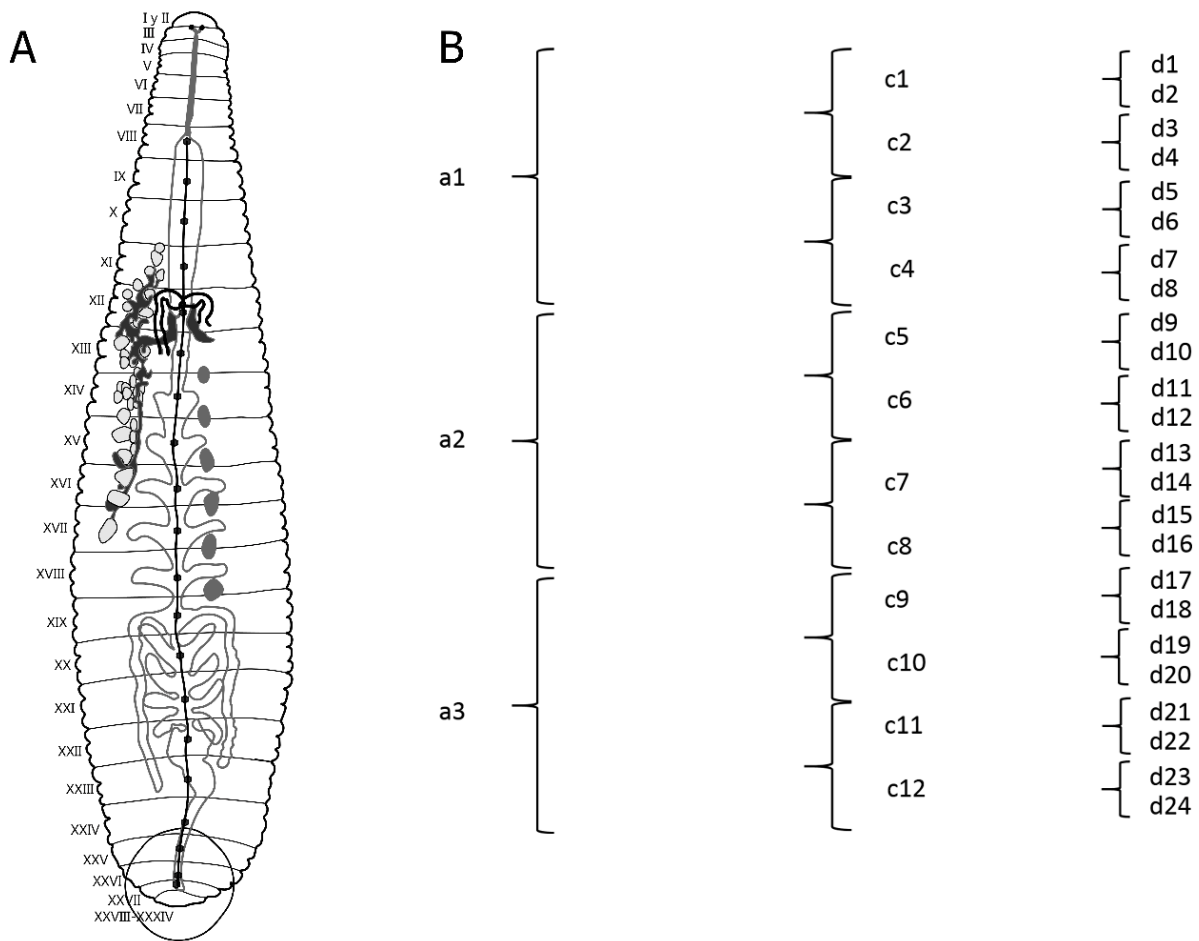 A
I y II
III
IV
V
VI
VII
VIII
IX
X
XI
XII
XIII
XIV
XV
XVI
XVII
XVIII
XIX
XX
XXI
XXII
XXIII
XXIV
XXV
XXVI
XXVII
XXVIII-XXXIV
B
a1
a2
a3
c1
c2
c3
c4
c5
c6
c7
c8
c9
c10
c11
c12
d1
d2
d3
d4
d5
d6
d7
d8
d9
d10
d11
d12
d13
d14
d15
d16
d17
d18
d19
d20
d21
d22
d23
d24